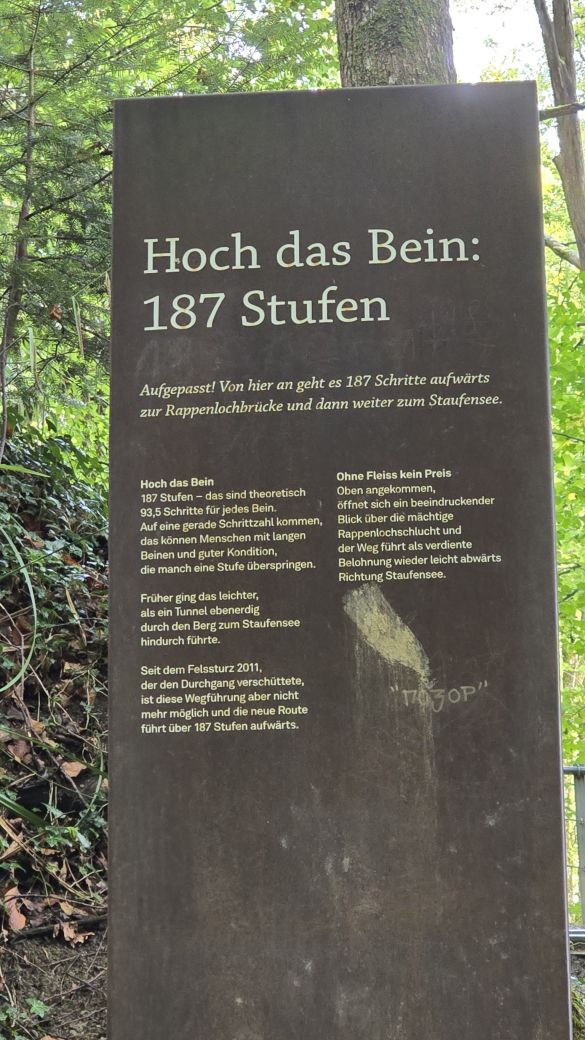 Hoch das Bein:
187 Stufen
Aufgepasst! Von hier an geht es 187 Schritte aufwärts
zur Rappenlochbrücke und dann weiter zum Staufensee.
Hoch das Bein
187 Stufen – das sind theoretisch
93,5 Schritte für jedes Bein.
Auf eine gerade Schrittzahl kommen,
das können Menschen mit langen
Beinen und guter Kondition,
die manch eine Stufe überspringen.
Früher ging das leichter,
als ein Tunnel ebenerdig
durch den Berg zum Staufensee
hindurch führte.
Seit dem Felssturz 2011,
der den Durchgang verschüttete,
ist diese Wegführung aber nicht
mehr möglich und die neue Route
führt über 187 Stufen aufwärts.
Ohne Fleiss kein Preis
Oben angekommen,
öffnet sich ein beeindruckender
Blick über die mächtige
Rappenlochschlucht und
der Weg führt als verdiente
Belohnung wieder leicht abwärts
Richtung Staufensee.
"ПОЗОР"